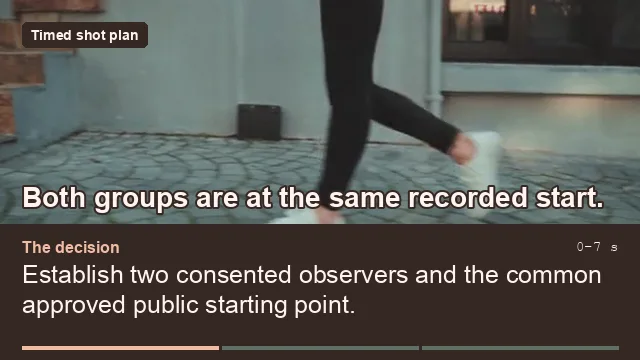 Timed shot plan
Both groups are at the same recorded start.
The decision
0–7 s
Establish two consented observers and the common
approved public starting point.